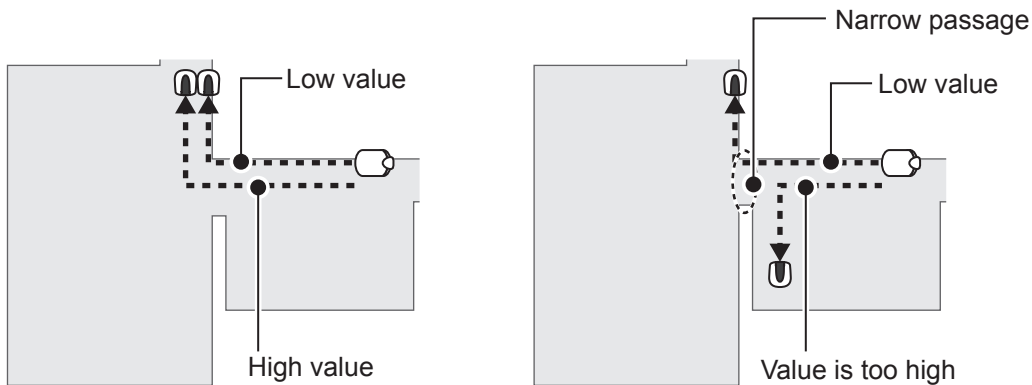 Low value
High value
Narrow passage
Low value
Value is too high